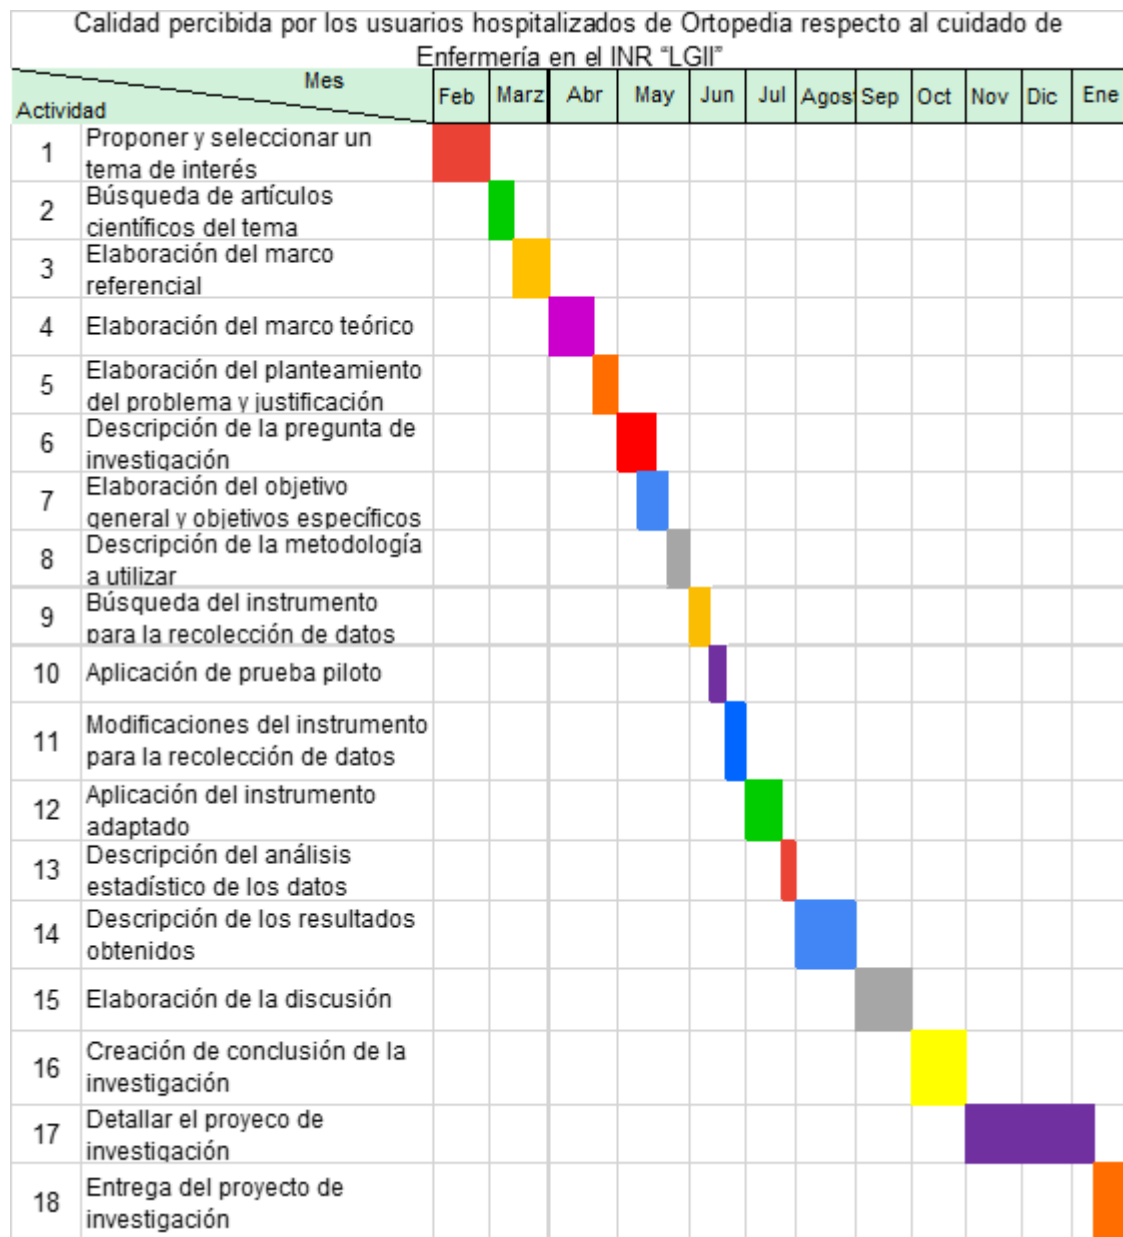 Calidad percibida por los usuarios hospitalizados de Ortopedia respecto al cuidado de
Enfermería en el INR “LGII”
Mes
Actividad
Feb Marz Abr May Jun Jul Agost Sep Oct Nov Dic Ene
1 Proponer y seleccionar un
tema de interés
2 Búsqueda de artículos
científicos del tema
3 Elaboración del marco
referencial
4 Elaboración del marco teórico
5 Elaboración del planteamiento
del problema y justificación
6 Descripción de la pregunta de
investigación
7 Elaboración del objetivo
general y objetivos específicos
8 Descripción de la metodología
a utilizar
9 Búsqueda del instrumento
para la recolección de datos
10 Aplicación de prueba piloto
11 Modificaciones del instrumento
para la recolección de datos
12 Aplicación del instrumento
adaptado
13 Descripción del análisis
estadístico de los datos
14 Descripción de los resultados
obtenidos
15 Elaboración de la discusión
16 Creación de conclusión de la
investigación
17 Detallar el proyeco de
investigación
18 Entrega del proyecto de
investigación